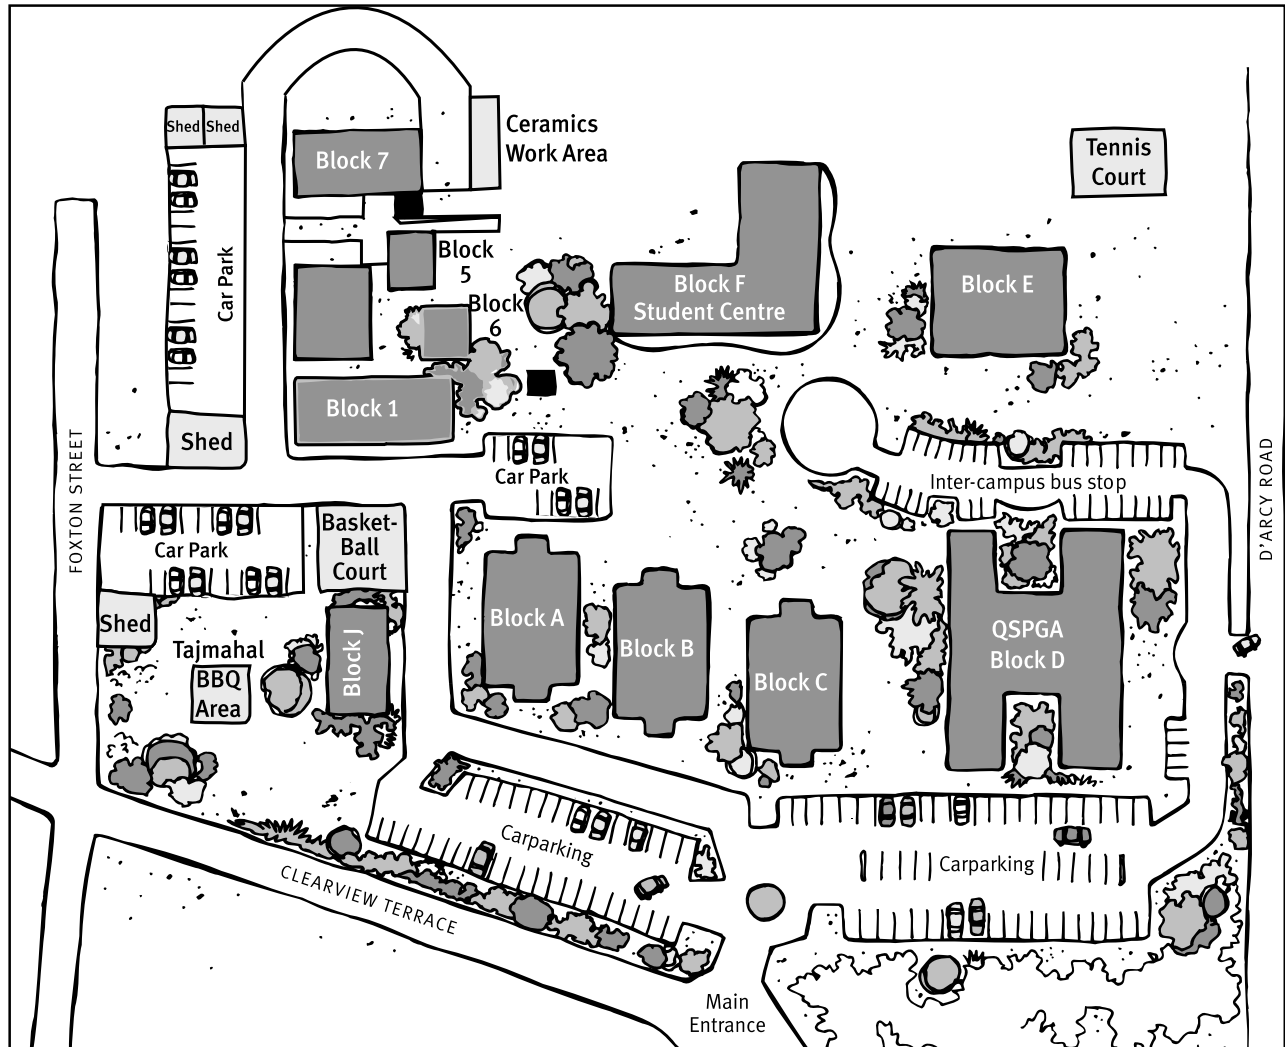 Shed
Shed
Block 7
Ceramics
Work Area
Tennis
Court
Car Park
Block
5
Block
6
Block F
Student Centre
Block E
Block 1
Shed
FOXTON STREET
Car Park
Inter-campus bus stop
D'ARCY ROAD
Car Park
Basket-
Ball
Court
Shed
Tajmahal
BBQ
Area
Block J
Block A
Block B
Block C
QSPGA
Block D
Carparking
Carparking
CLEARVIEW TERRACE
Main
Entrance